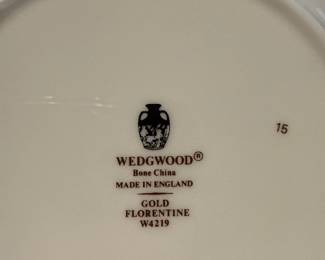 WEDGWOOD®
Bone China
MADE IN ENGLAND
GOLD
FLORENTINE
W4219
15